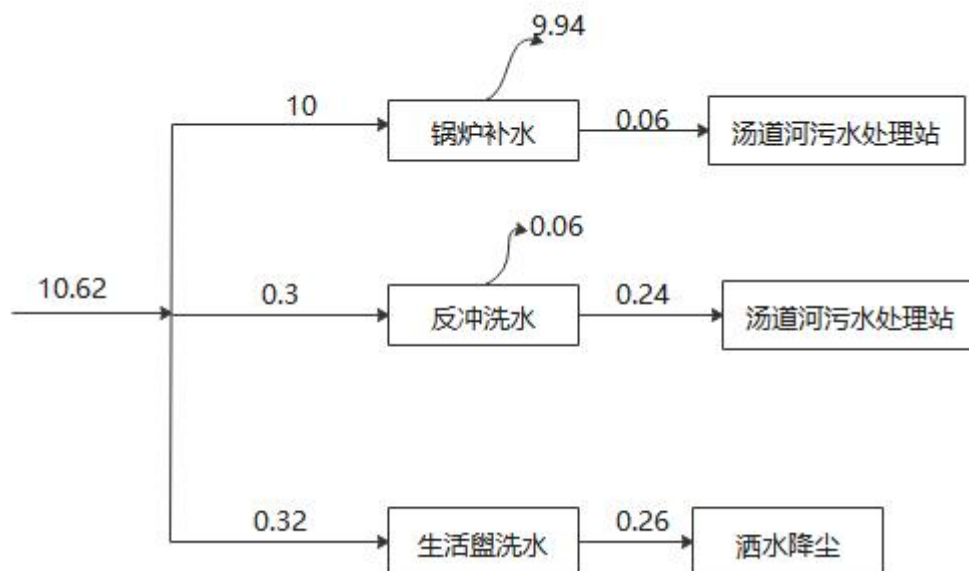 9.94
10
锅炉补水
0.06
汤道河污水处理站
0.06
10.62
0.3
反冲洗水
0.24
汤道河污水处理站
0.32
生活盥洗水
0.26
洒水降尘